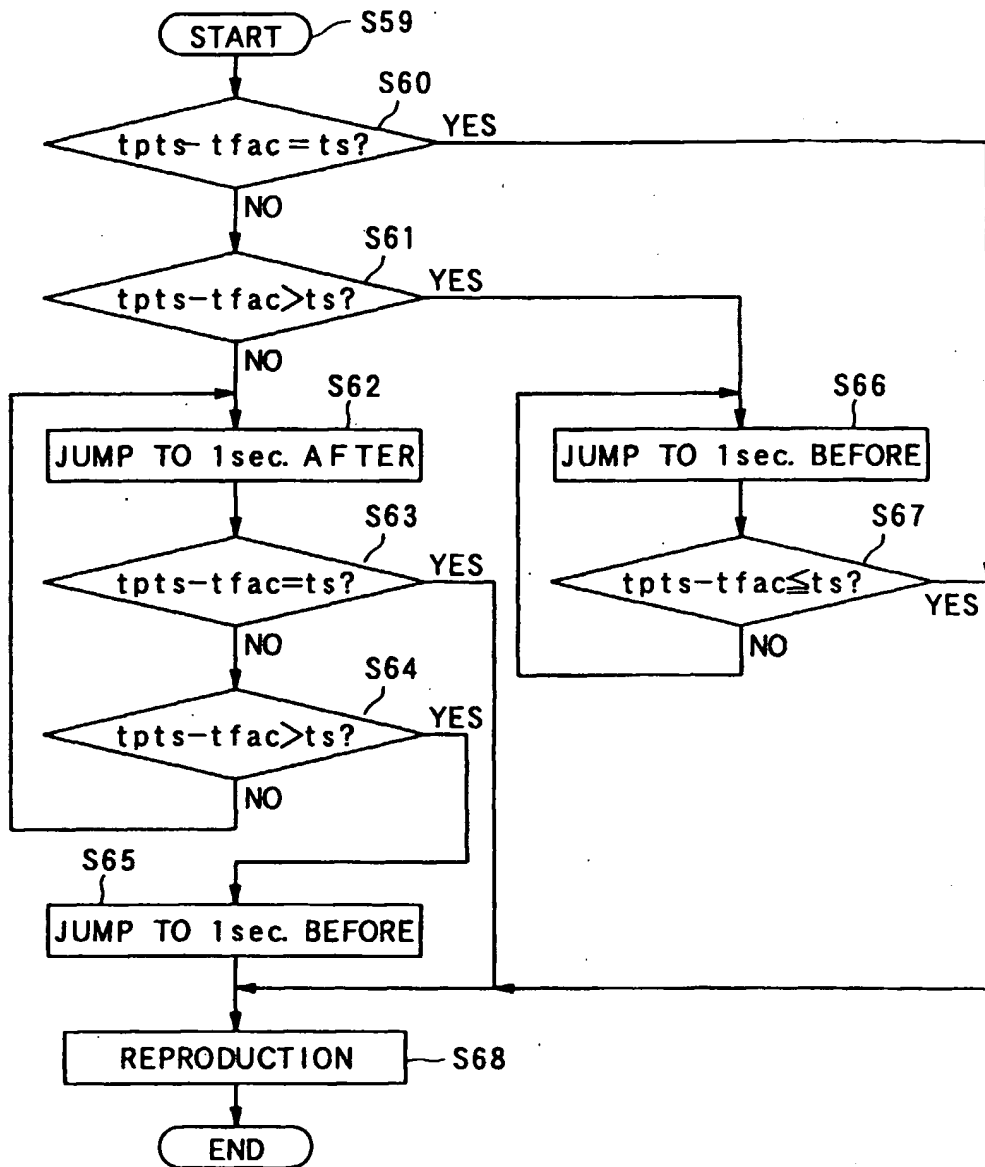 START
S59
S60
tpts-tfac=ts?
YES
NO
S61
tpts-tfac>ts?
YES
NO
S62
JUMP TO 1sec. AFTER
S66
JUMP TO 1sec. BEFORE
S63
tpts-tfac=ts?
YES
NO
S67
tpts-tfac≦ts?
YES
NO
S64
tpts-tfac>ts?
YES
NO
S65
JUMP TO 1sec. BEFORE
REPRODUCTION
S68
END